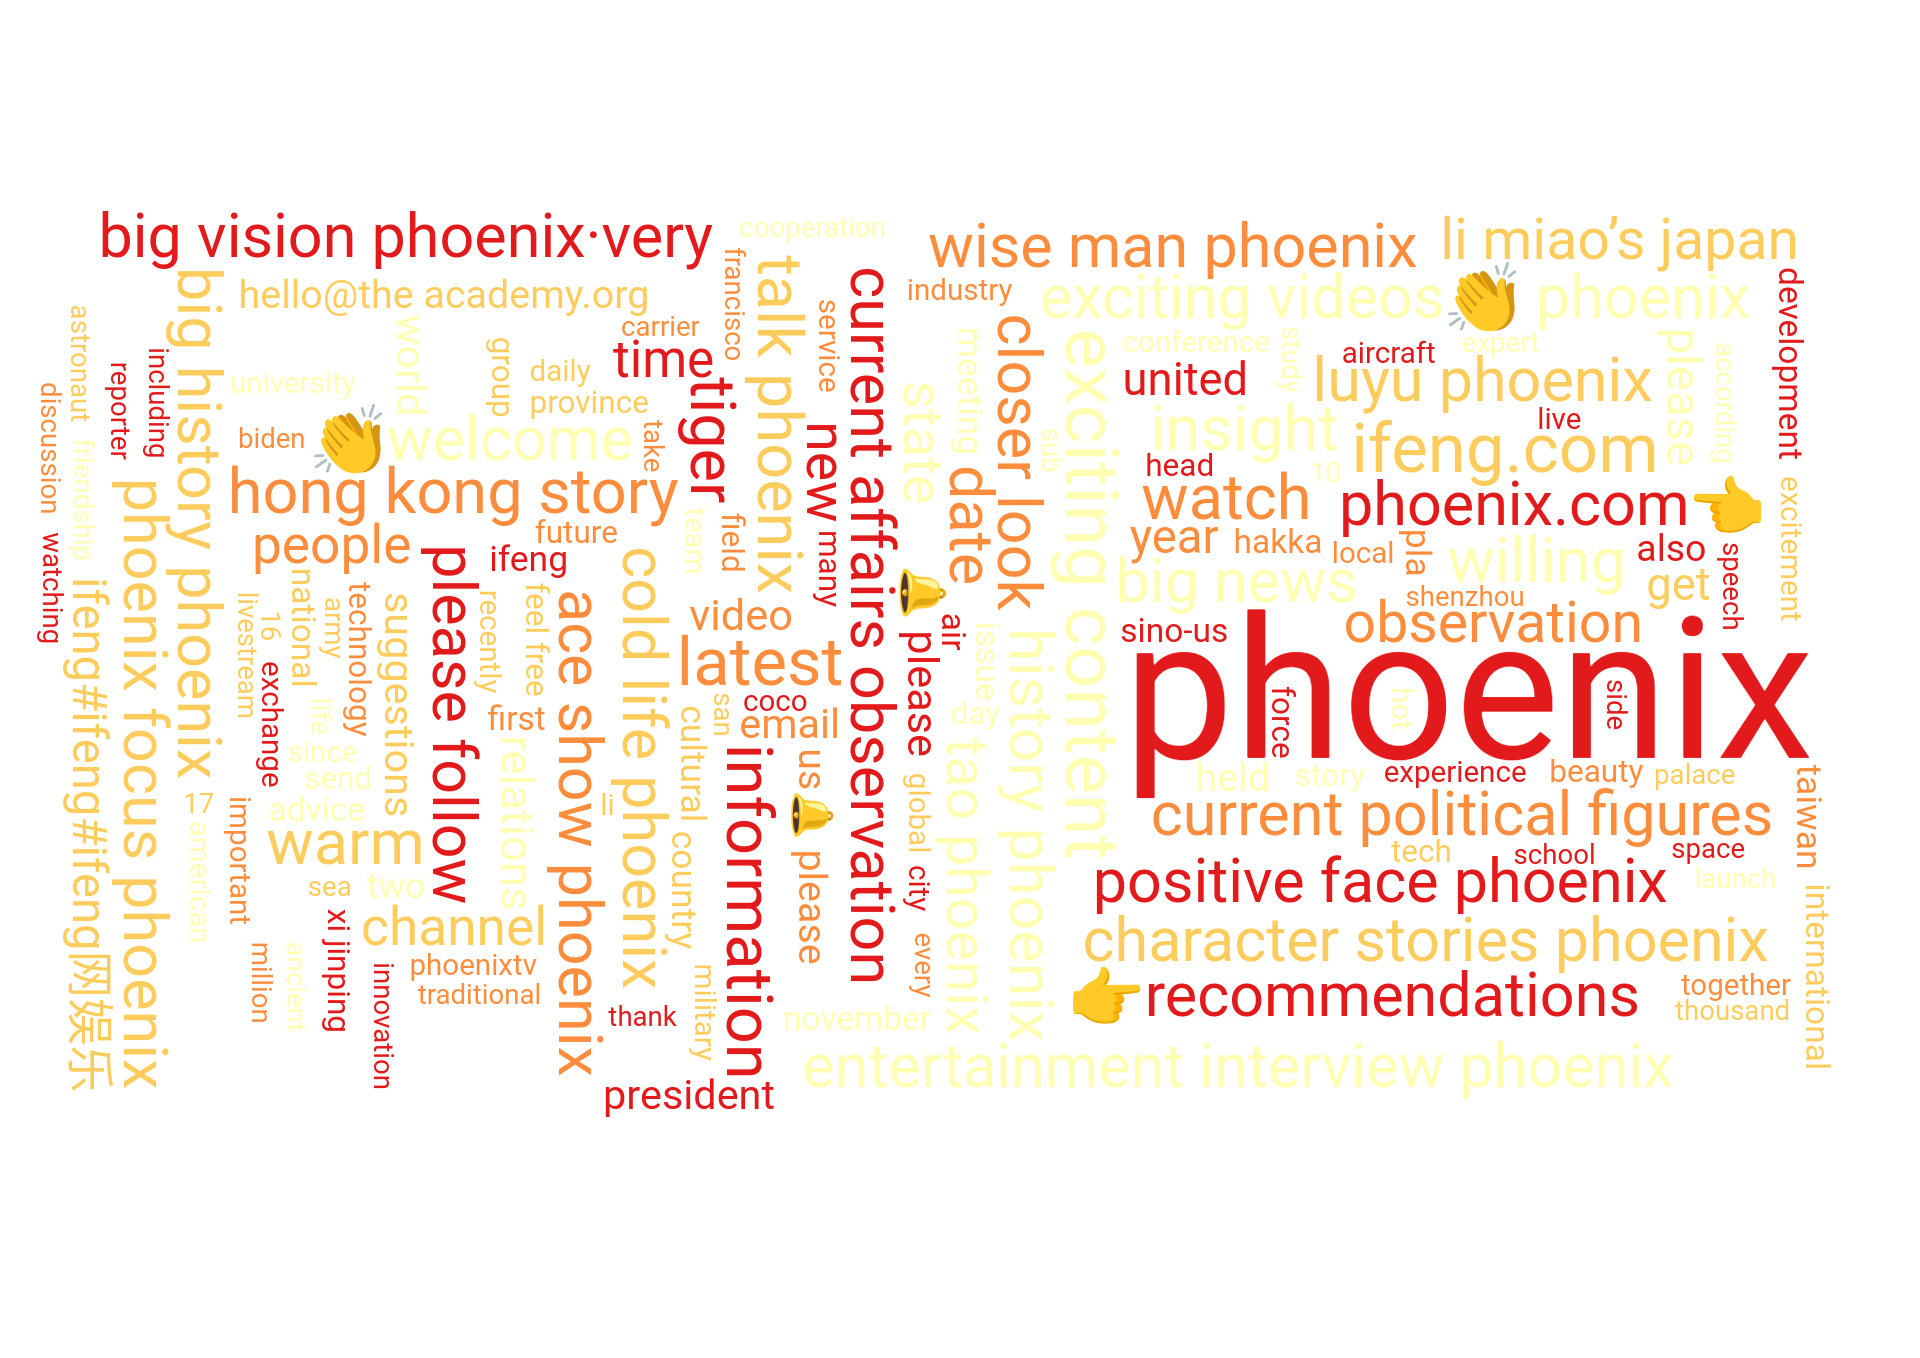 big vision phoenix·very
cooperation
wise man phoenix
li miao’s japan
hello@the academy.org
big history phoenix
francisco
talk phoenix
current affairs observation
industry
exciting videos👏 phoenix
development
astronaut
world
carrier
service
closer look
exciting content
conference
study
aircraft
expert
please
according
including
reporter
group
daily
time
meeting
united
luyu phoenix
university
province
tiger
state
live
discussion
biden
👏welcome
take
new
sub
insight
ifeng.com
friendship
hong kong story
date
head
10
watch
phoenix.com👈
excitement
phoenix focus phoenix
people
future
team
field
many
year
hakka
local
pla
willing
also
speech
watching
please follow
ifeng
cold life phoenix
🔔please
big news
get
ifeng#ifeng#ifeng网娱乐
national
army
technology
suggestions
recently
feel free
ace show phoenix
video
air
issue
history phoenix
shenzhou
observation
livestream
16
latest
sino-us
phoenix
exchange
life
first
san
coco
email
day
force
hot
side
since
send
relations
cultural
information
us 🔔 please
global
tao phoenix
held
story
experience
beauty
palace
taiwan
17
advice
li
current political figures
american
important
warm
country
tech
school
space
sea
two
city
positive face phoenix
launch
xi jinping
channel
every
character stories phoenix
international
million
ancient
innovation
phoenixtv
traditional
military
👉recommendations
together
thousand
thank
november
entertainment interview phoenix
president